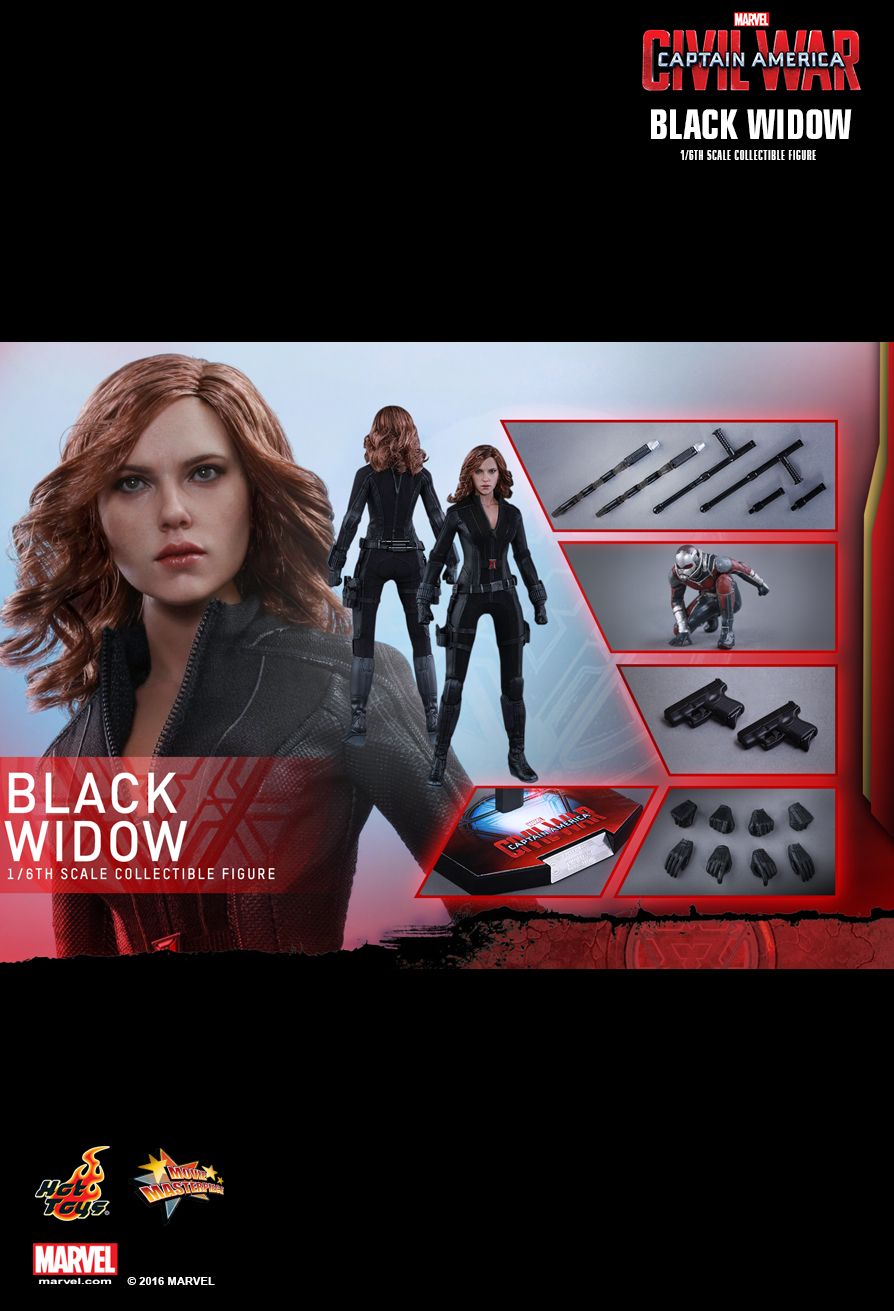 MARVEL
CIVIL WAR
CAPTAIN AMERICA
BLACK WIDOW
1/6TH SCALE COLLECTIBLE FIGURE
BLACK
WIDOW
1/6TH SCALE COLLECTIBLE FIGURE
MARVEL
CIVIL WAR
CAPTAIN AMERICA
Hot
Toys
MOVIE
MASTERPIECE
MARVEL
marvel.com © 2016 MARVEL